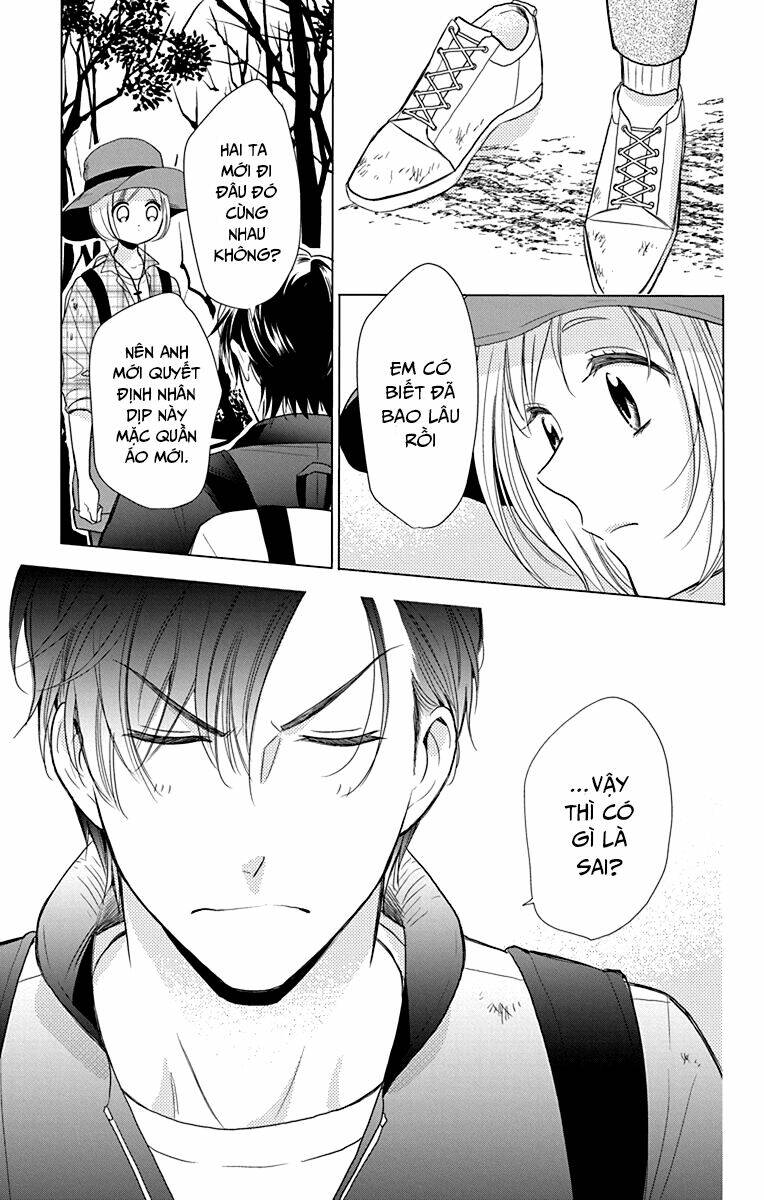 EM CÓ
BIẾT ĐÃ
BAO LÂU
RỒI
HAI TA
MỚI ĐI
ĐÂU ĐÓ
CÙNG
NHAU
KHÔNG?
NÊN ANH
MỚI QUYẾT
ĐỊNH NHÂN
DỊP NÀY
MẶC QUẦN
ÁO MỚI.
...VẬY
THÌ CÓ
GÌ LÀ
SAI?